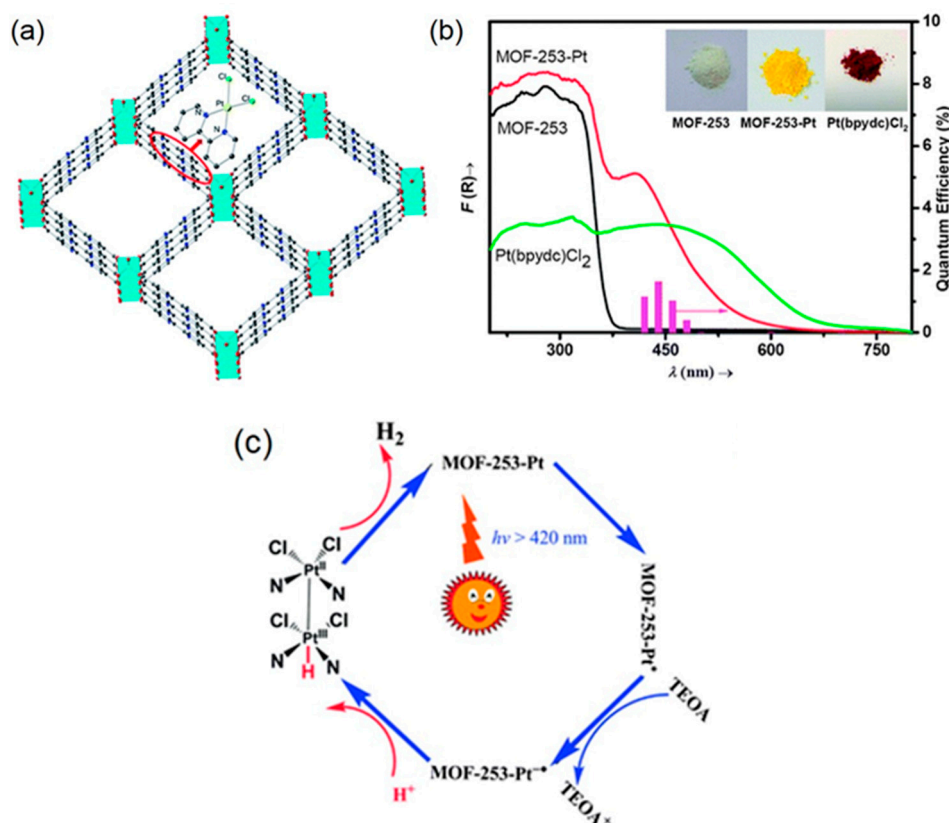 (a)
Cl
Cl
Pt
N
N
(b)
MOF-253-Pt
MOF-253
Pt(bpydc)Cl2
MOF-253 MOF-253-Pt Pt(bpydc)Cl2
F (R)→
300 450 600 750
λ (nm) →
10
8
6
4
2
0
Quantum Efficiency (%)
(c)
H2
MOF-253-Pt
hν > 420 nm
Cl Cl
PtII
N N
Cl Cl
PtIII
N N
H
MOF-253-Pt*
TEOA
TEOA+
MOF-253-Pt−•
H+